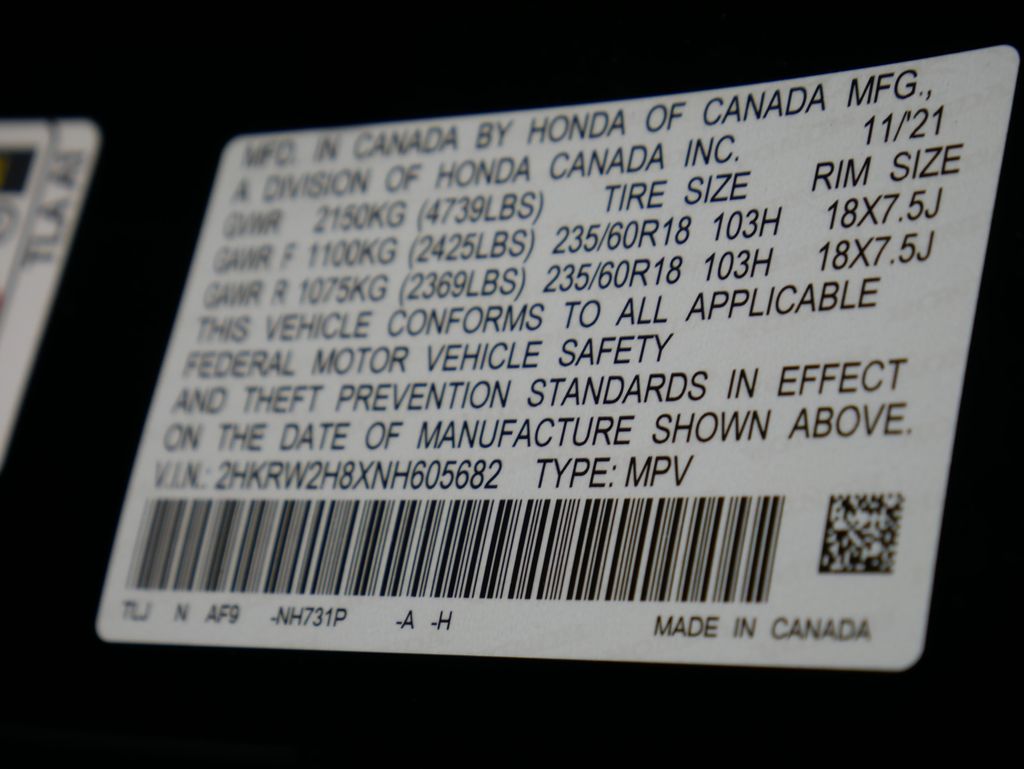 MFD. IN CANADA BY HONDA OF CANADA MFG.,
A DIVISION OF HONDA CANADA INC. 11/'21
GVWR 2150KG (4739LBS) TIRE SIZE RIM SIZE
GAWR F 1100KG (2425LBS) 235/60R18 103H 18X7.5J
GAWR R 1075KG (2369LBS) 235/60R18 103H 18X7.5J
THIS VEHICLE CONFORMS TO ALL APPLICABLE
FEDERAL MOTOR VEHICLE SAFETY
AND THEFT PREVENTION STANDARDS IN EFFECT
ON THE DATE OF MANUFACTURE SHOWN ABOVE.
V.I.N.: 2HKRW2H8XNH605682 TYPE: MPV
TLJ N AF9 -NH731P -A -H
MADE IN CANADA